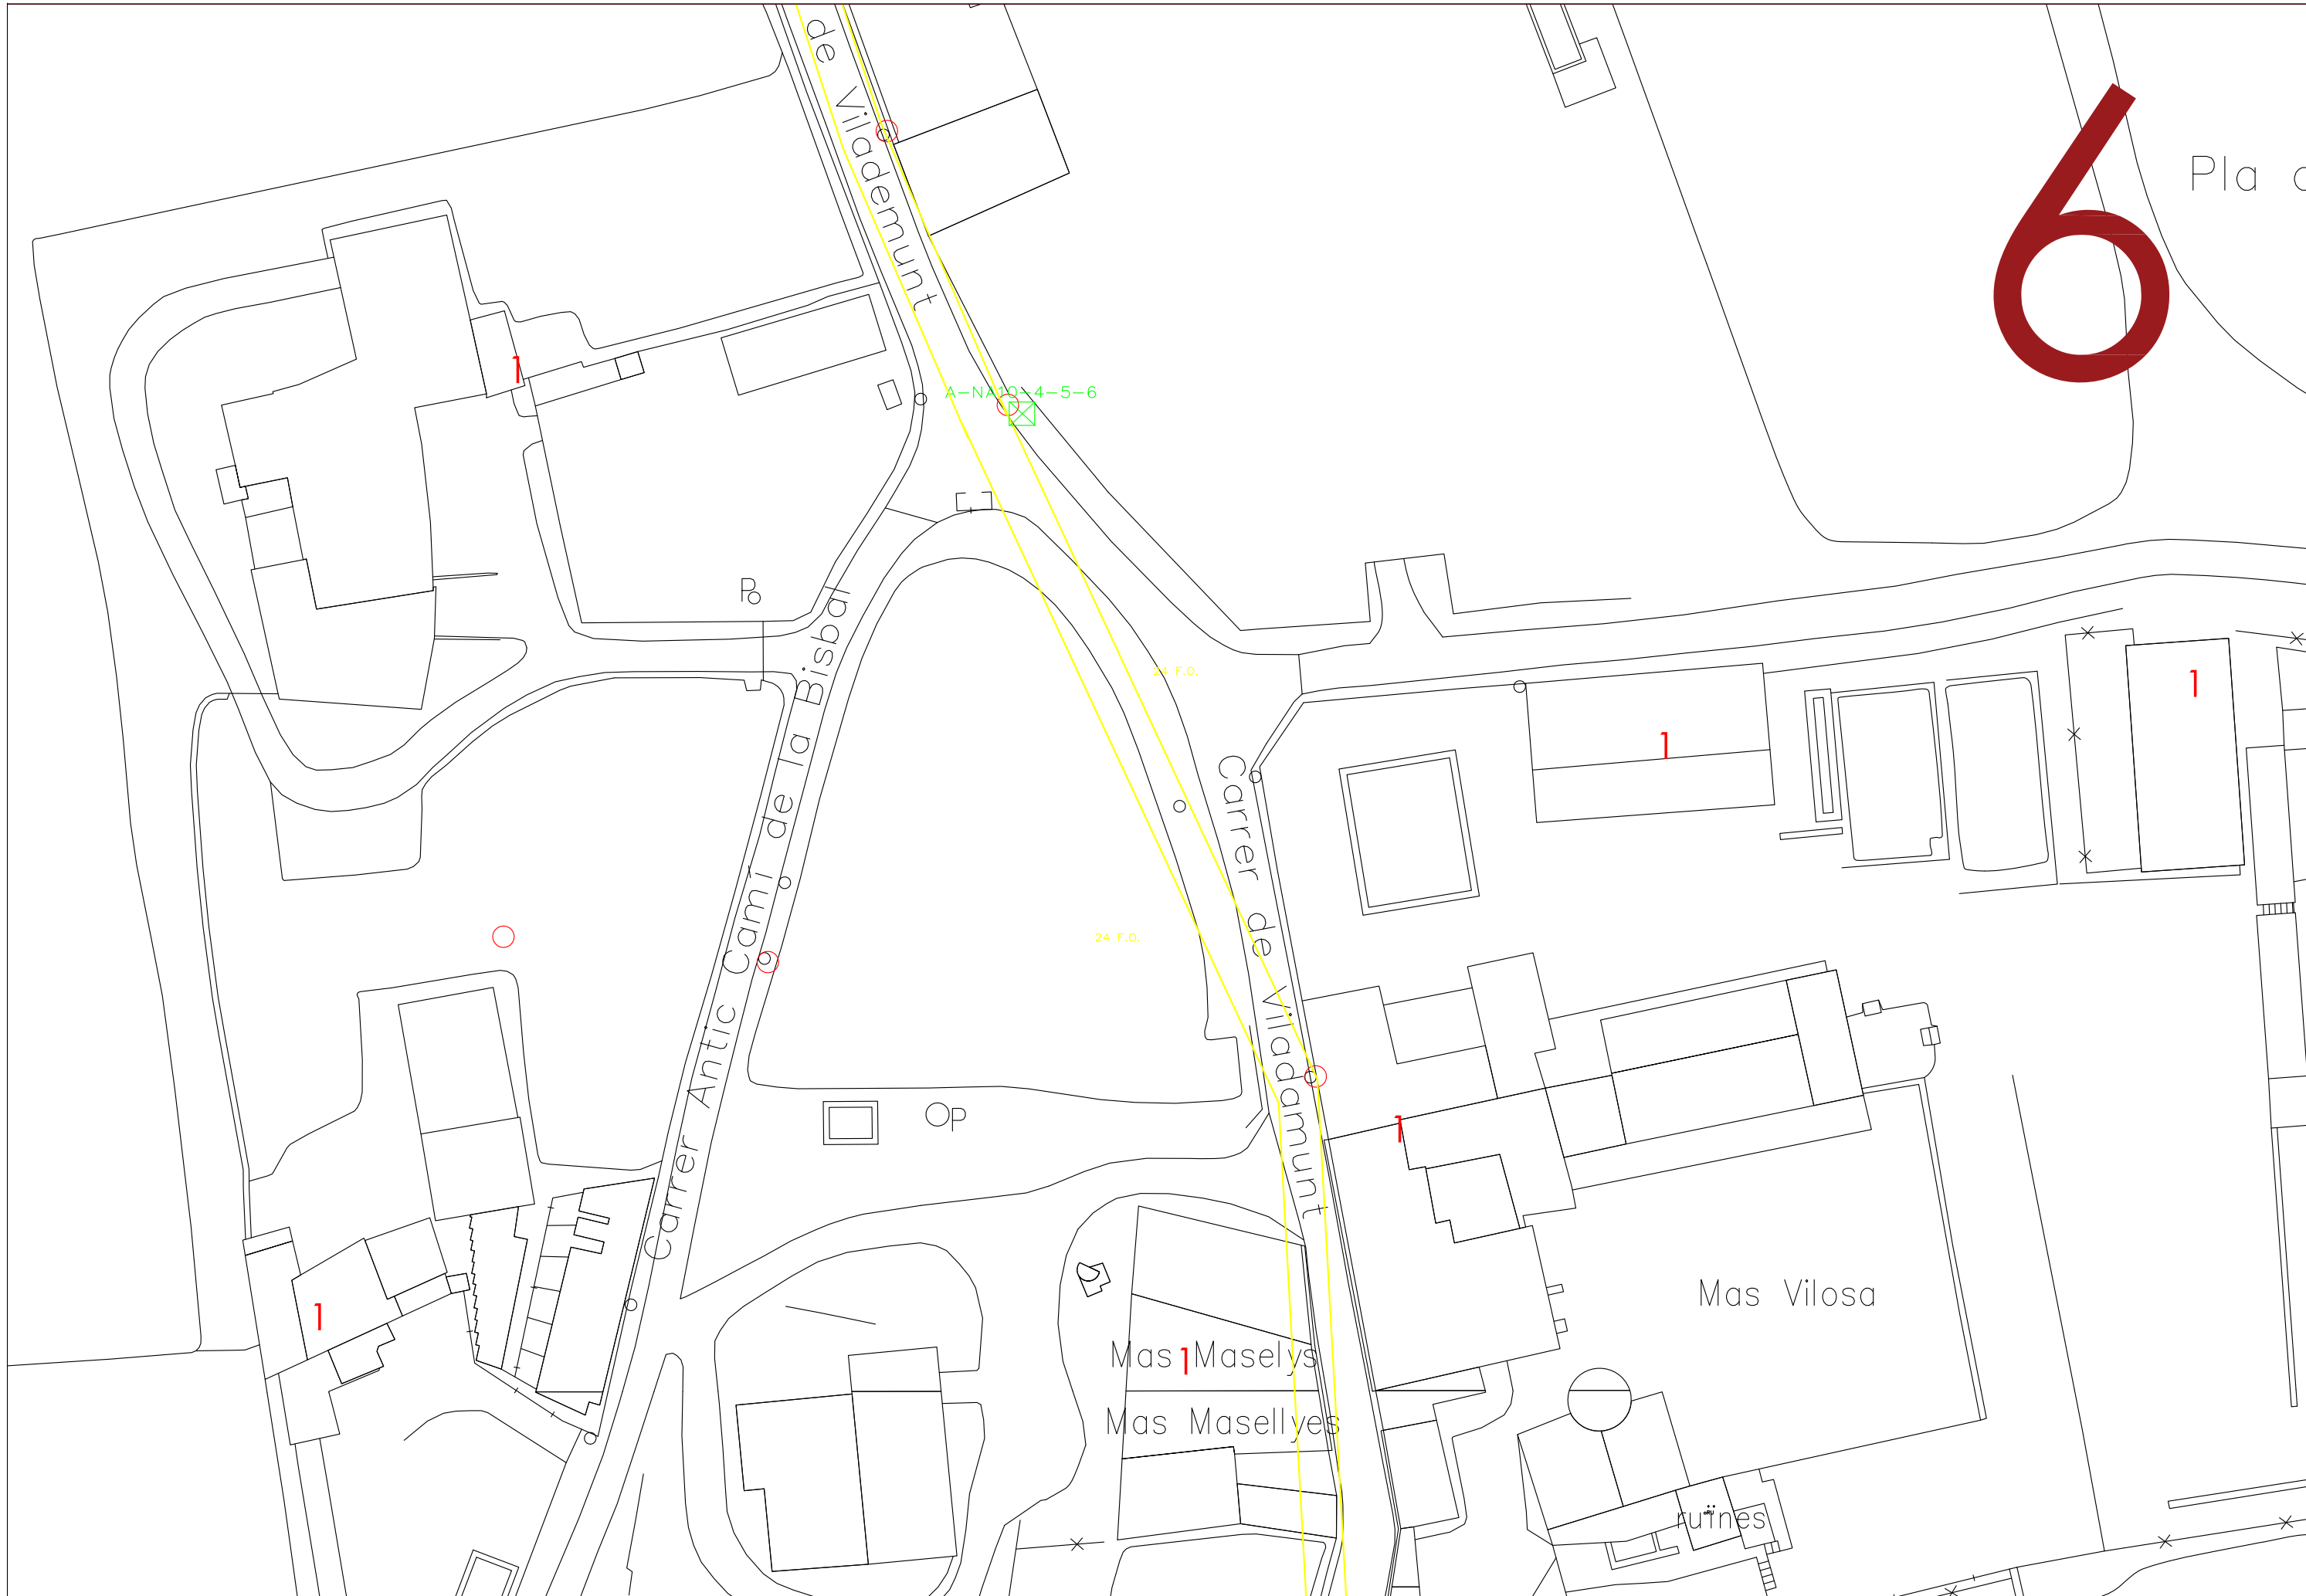 de Vilademunt
6
Pla
1
A-NA10-4-5-6
P
Carrer Antic Camí de la Bisbal
24 F.O.
1
1
Carrer de Viladamunt
24 F.O.
P
1
Mas Vilosa
1
Mas 1 Maselys
Mas Masellyes
ruïnes